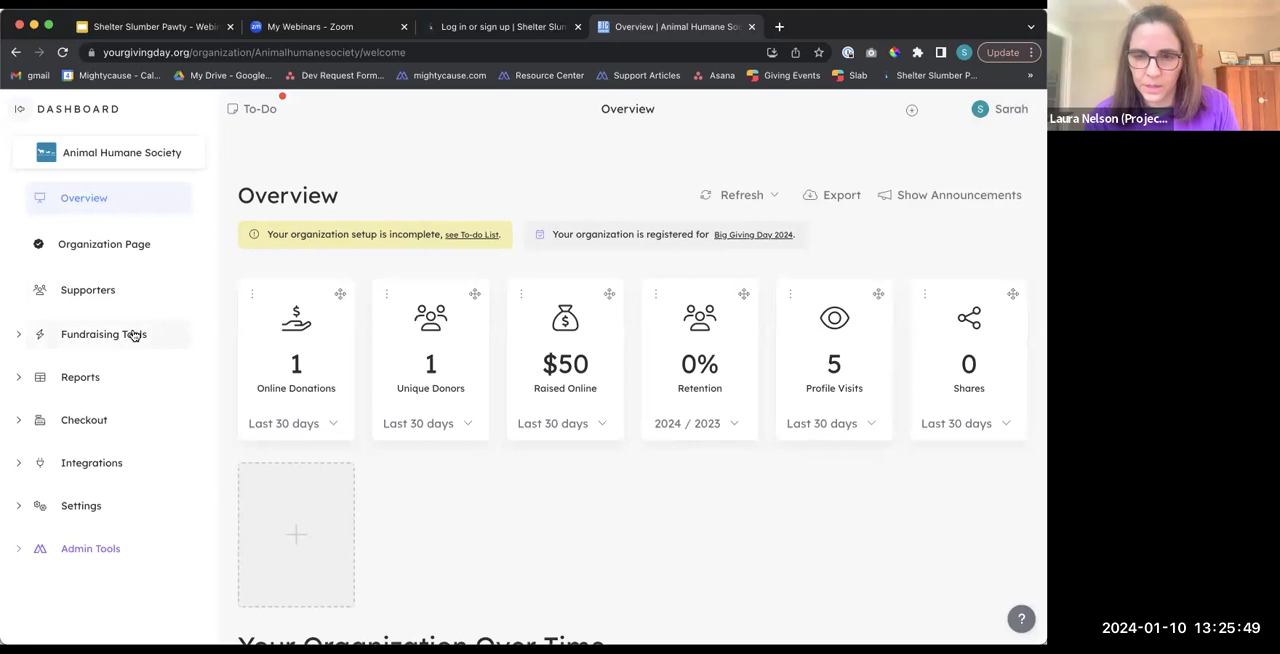 Shelter Slumber Pawty - Webin
My Webinars - Zoom
Log in or sign up | Shelter Slun
Overview | Animal Humane Soc
yourgivingday.org/organization/Animalhumanesociety/welcome
S
Update
gmail
Mightycause - Cal...
My Drive - Google...
Dev Request Form...
mightycause.com
Resource Center
Support Articles
Asana
Giving Events
Slab
Shelter Slumber P...
»
Laura Nelson (Projec...
DASHBOARD
To-Do
Overview
S Sarah
Animal Humane Society
Overview
Organization Page
Supporters
Fundraising Tools
Reports
Checkout
Integrations
Settings
Admin Tools
Overview
Refresh
Export
Show Announcements
Your organization setup is incomplete, see To-do List.
Your organization is registered for Big Giving Day 2024.
1
Online Donations
Last 30 days
1
Unique Donors
Last 30 days
$50
Raised Online
Last 30 days
0%
Retention
2024 / 2023
5
Profile Visits
Last 30 days
0
Shares
Last 30 days
+
?
Your Organization Over Time
2024-01-10 13:25:49